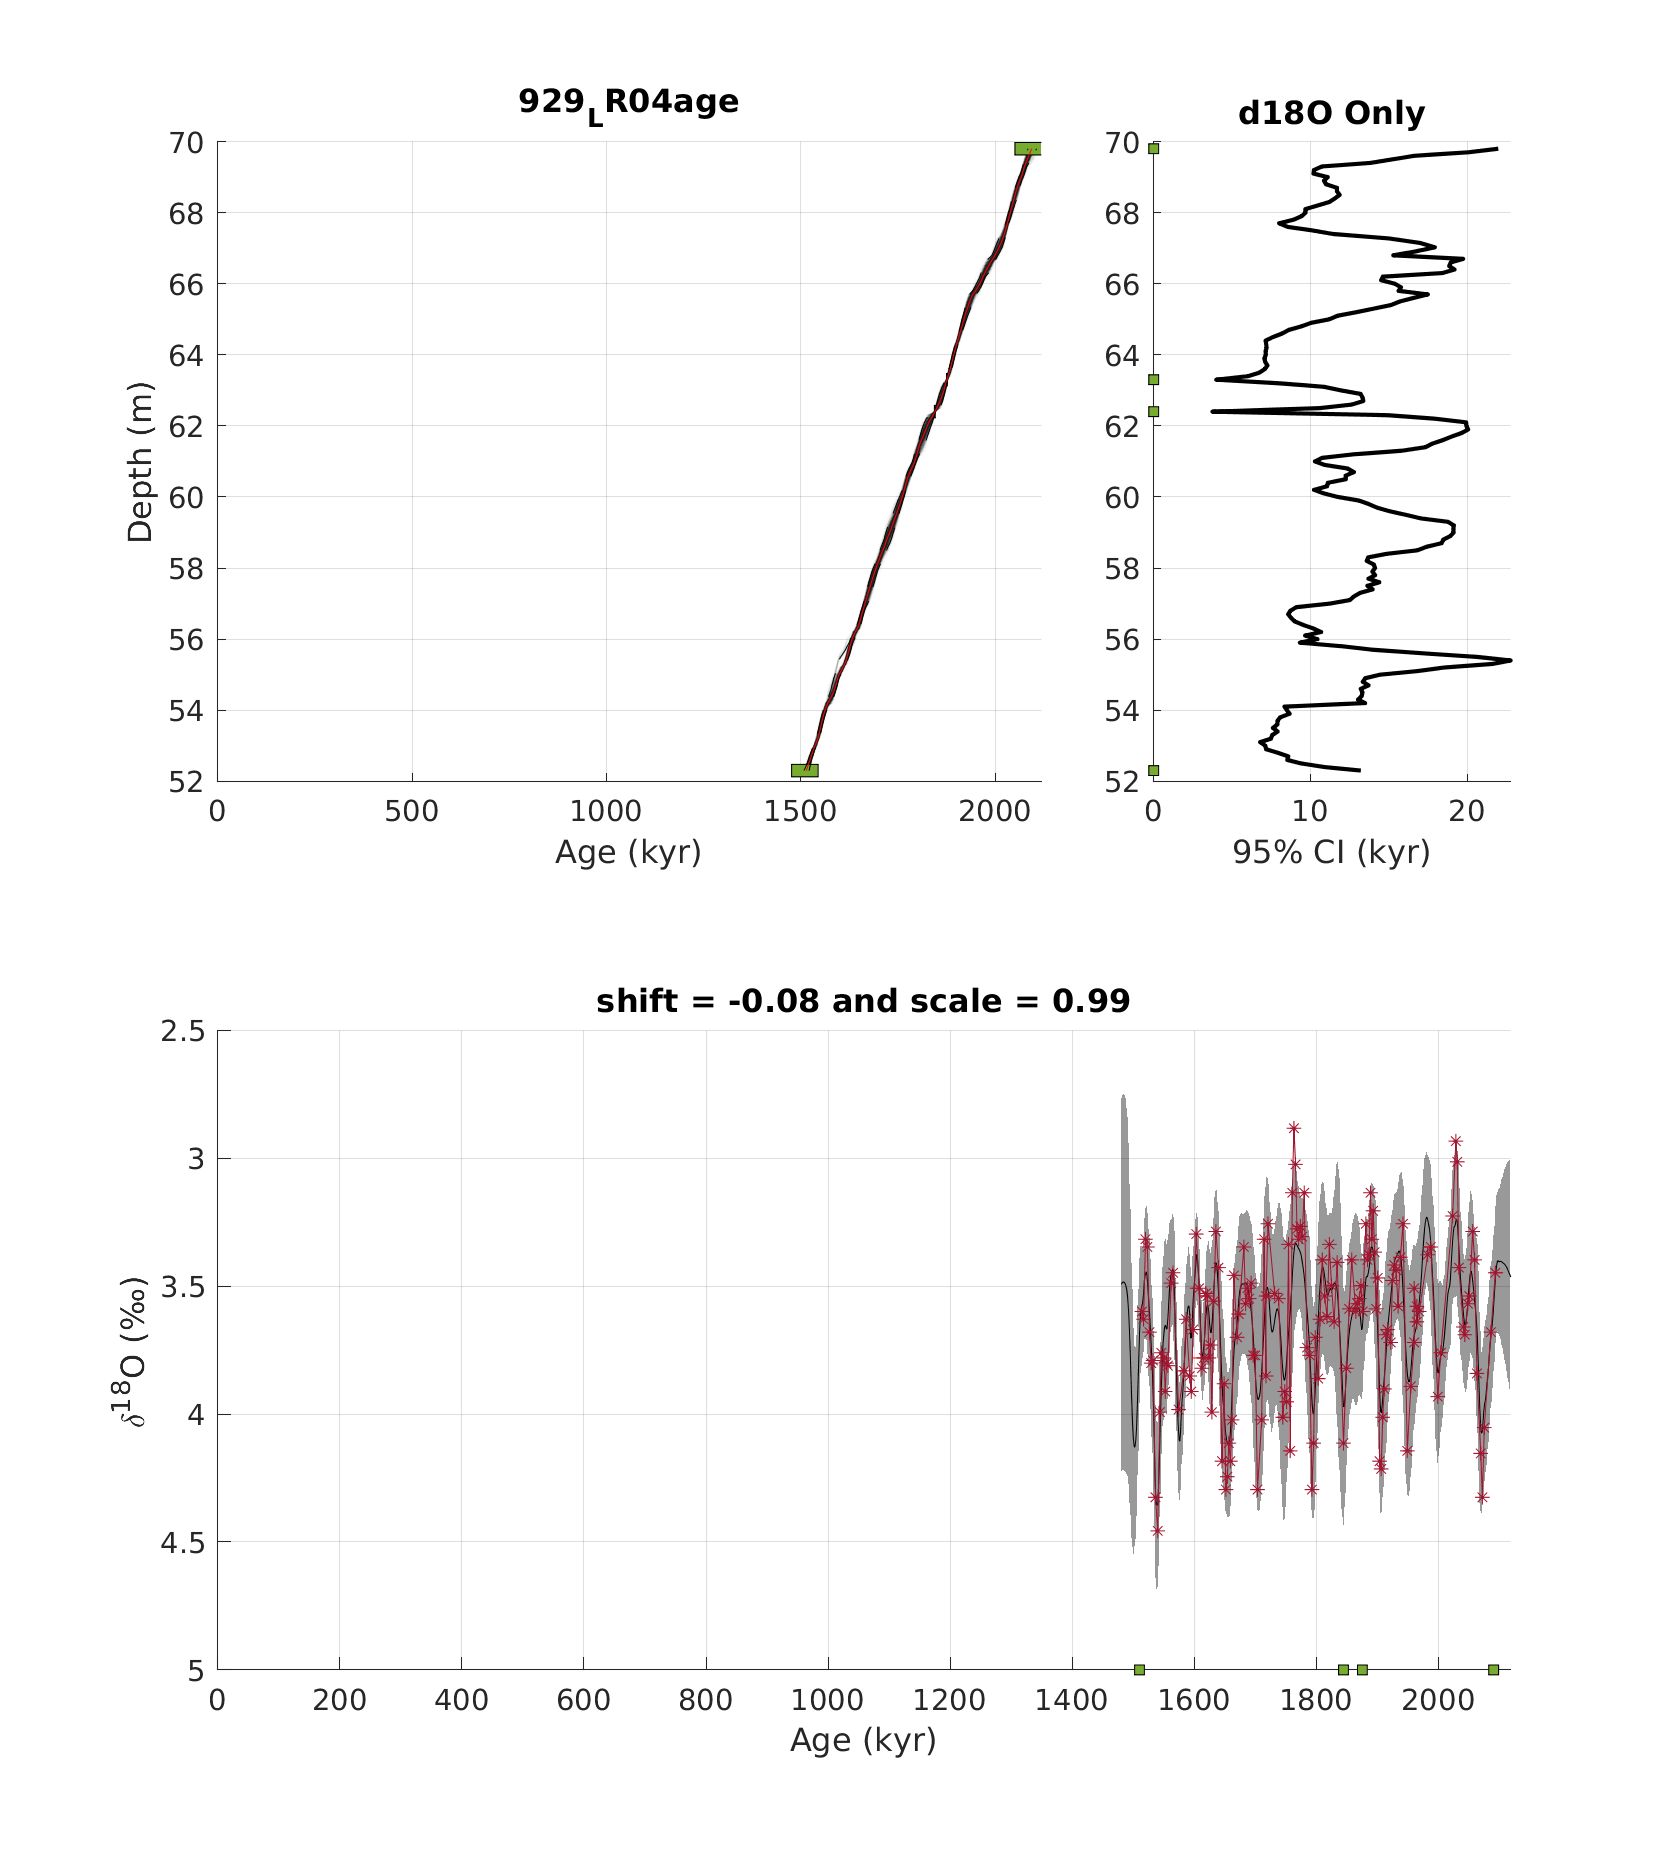 929LR04age
70
68
66
64
62
60
58
56
54
52
Depth (m)
0 500 1000 1500 2000
Age (kyr)
d18O Only
70
68
66
64
62
60
58
56
54
52
0 10 20
95% CI (kyr)
shift = -0.08 and scale = 0.99
2.5
3
3.5
4
4.5
5
δ18O (‰)
0 200 400 600 800 1000 1200 1400 1600 1800 2000
Age (kyr)